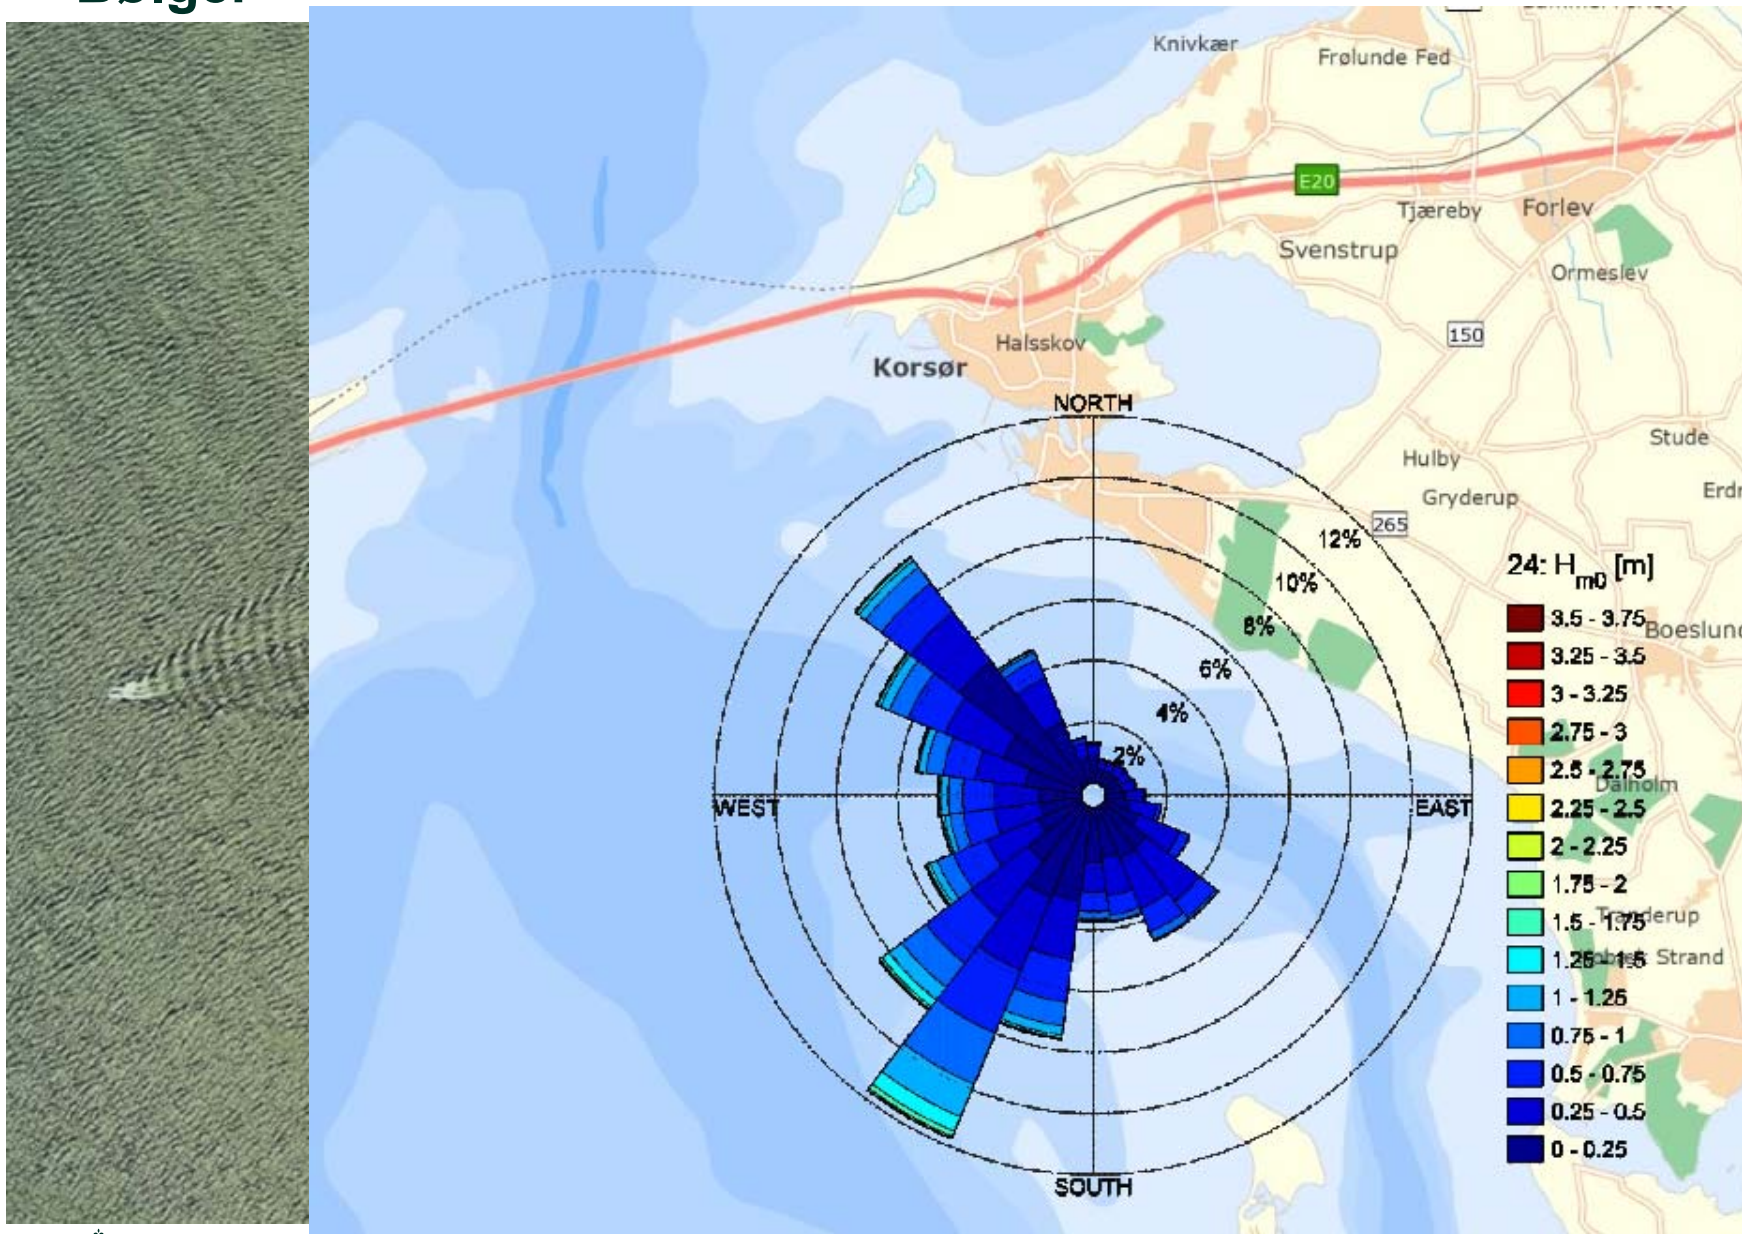 Bølger
Knivkær
Frølunde Fed
E20
Tjæreby
Forlev
Svenstrup
Ormeslev
150
Halsskov
Korsør
NORTH
Stude
Hulby
Gryderup
265
12%
10%
8%
6%
4%
2%
WEST
EAST
SOUTH
24: Hm0 [m]
3.5 - 3.75
Boeslund
3.25 - 3.5
3 - 3.25
2.75 - 3
2.5 - 2.75
Dalholm
2.25 - 2.5
2 - 2.25
1.75 - 2
1.5 - 1.75
Tranderup
1.25 - 1.5
Strand
1 - 1.25
0.75 - 1
0.5 - 0.75
0.25 - 0.5
0 - 0.25